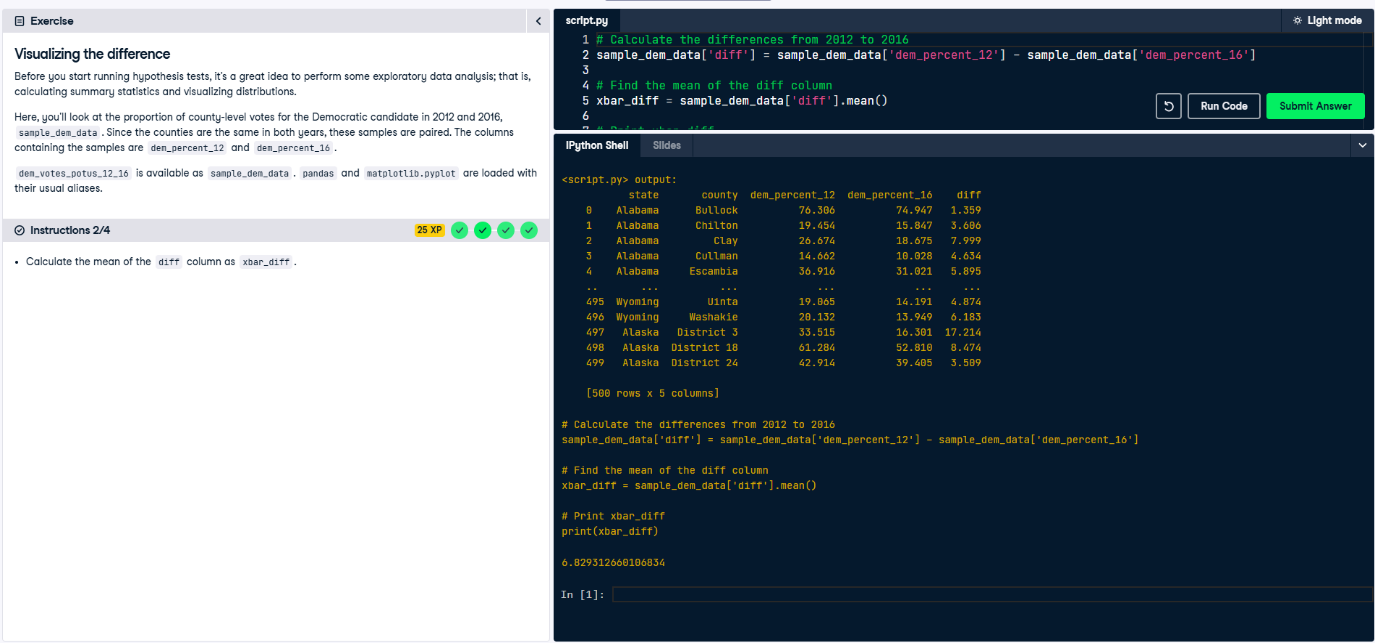 Exercise
Visualizing the difference
Before you start running hypothesis tests, it's a great idea to perform some exploratory data analysis; that is,
calculating summary statistics and visualizing distributions.
Here, you'll look at the proportion of county-level votes for the Democratic candidate in 2012 and 2016,
sample_dem_data. Since the counties are the same in both years, these samples are paired. The columns
containing the samples are dem_percent_12 and dem_percent_16.
dem_votes_potus_12_16 is available as sample_dem_data. pandas and matplotlib.pyplot are loaded with
their usual aliases.
Instructions 2/4
25 XP
• Calculate the mean of the diff column as xbar_diff.
script.py
Light mode
1 # Calculate the differences from 2012 to 2016
2 sample_dem_data['diff'] = sample_dem_data['dem_percent_12'] - sample_dem_data['dem_percent_16']
3
4 # Find the mean of the diff column
5 xbar_diff = sample_dem_data['diff'].mean()
6
7 # Print xbar_diff
Run Code
Submit Answer
IPython Shell
Slides
<script.py> output:
state county dem_percent_12 dem_percent_16 diff
0 Alabama Bullock 76.306 74.947 1.359
1 Alabama Chilton 19.454 15.847 3.606
2 Alabama Clay 26.674 18.675 7.999
3 Alabama Cullman 14.662 10.028 4.634
4 Alabama Escambia 36.916 31.021 5.895
.. ... ... ... ... ...
495 Wyoming Uinta 19.065 14.191 4.874
496 Wyoming Washakie 20.132 13.949 6.183
497 Alaska District 3 33.515 16.301 17.214
498 Alaska District 18 61.284 52.810 8.474
499 Alaska District 24 42.914 39.405 3.509
[500 rows x 5 columns]
# Calculate the differences from 2012 to 2016
sample_dem_data['diff'] = sample_dem_data['dem_percent_12'] - sample_dem_data['dem_percent_16']
# Find the mean of the diff column
xbar_diff = sample_dem_data['diff'].mean()
# Print xbar_diff
print(xbar_diff)
6.829312660106834
In [1]: